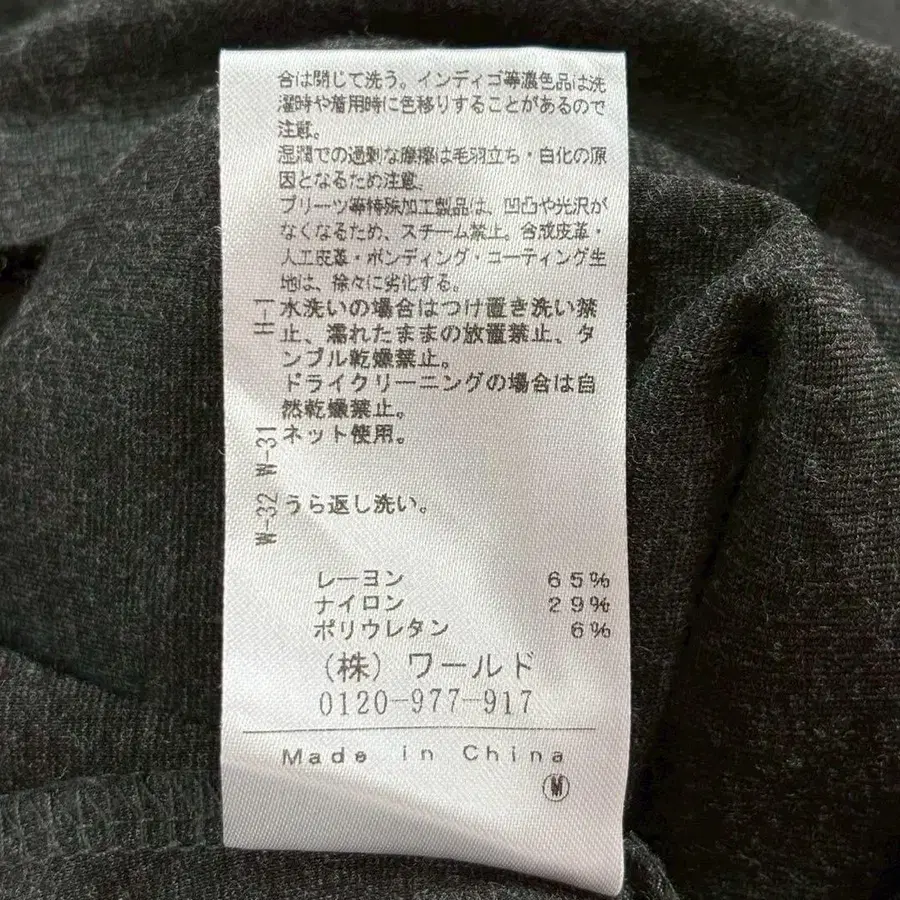 合は閉じて洗う。インディゴ等濃色品は洗
濯時や着用時に色移りすることがあるので
注意。
湿潤での過剰な摩擦は毛羽立ち・白化の原
因となるため注意。
プリーツ等特殊加工製品は、凹凸や光沢が
なくなるため、スチーム禁止。合成皮革・
人工皮革・ボンディング・コーティング生
地は、徐々に劣化する。
H-1 水洗いの場合はつけ置き洗い禁
止、濡れたままの放置禁止、タ
ンブル乾燥禁止。
ドライクリーニングの場合は自
然乾燥禁止。
W-31 ネット使用。
W-32 うら返し洗い。
レーヨン 65%
ナイロン 29%
ポリウレタン 6%
(株) ワールド
0120-977-917
Made in China
M